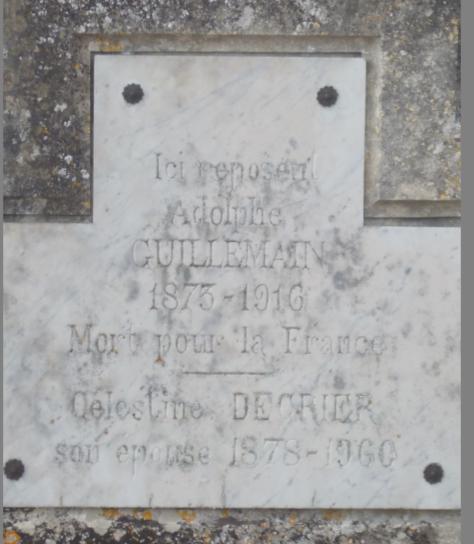 Ici reposent
Adolphe
GUILLEMAIN
1873-1916
Mort pour la France
Célestine DECRIER
son épouse 1878-1960